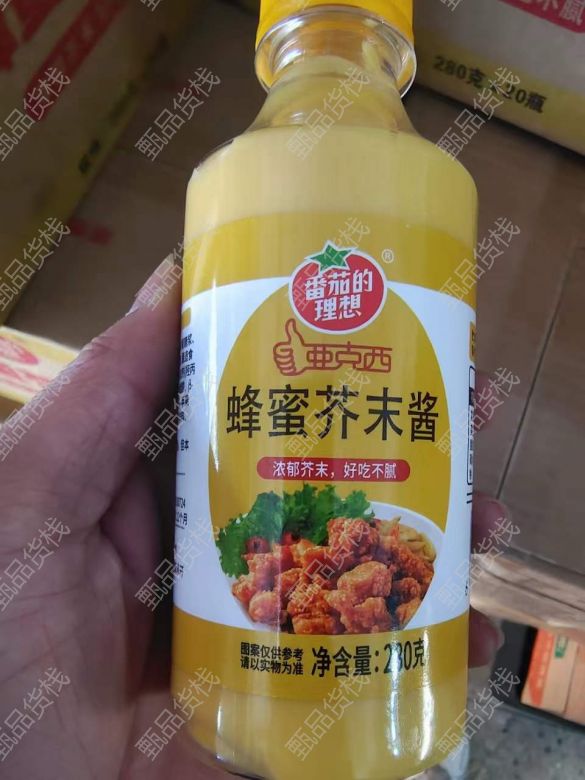 280克×20瓶
番茄的
理想
®
亚克西
蜂蜜芥末酱
浓郁芥末，好吃不腻
图案仅供参考
请以实物为准
净含量：280克
甄品货栈